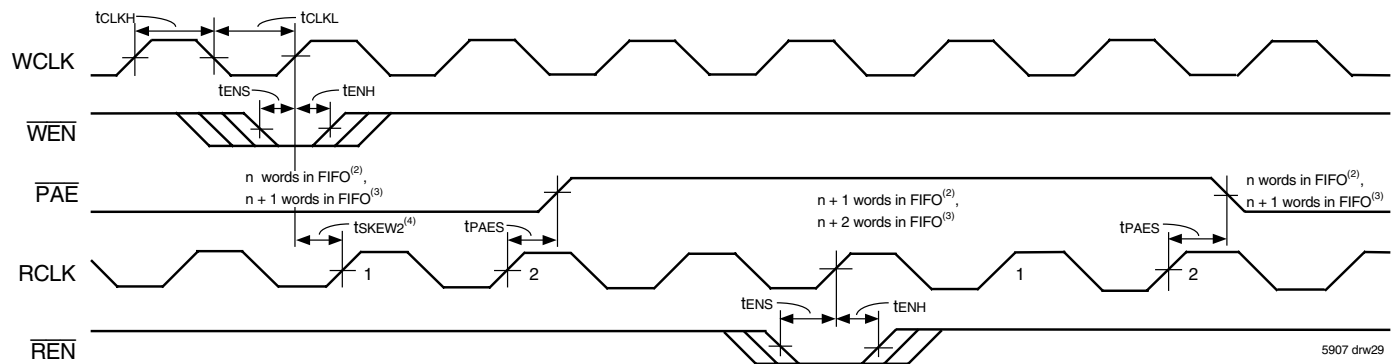 tCLKH
tCLKL
WCLK
tENS
tENH
WEN
PAE
n words in FIFO(2),
n + 1 words in FIFO(3)
n + 1 words in FIFO(2),
n + 2 words in FIFO(3)
n words in FIFO(2),
n + 1 words in FIFO(3)
tSKEW2(4)
tPAES
tPAES
RCLK
1
2
1
2
tENS
tENH
REN
5907 drw29